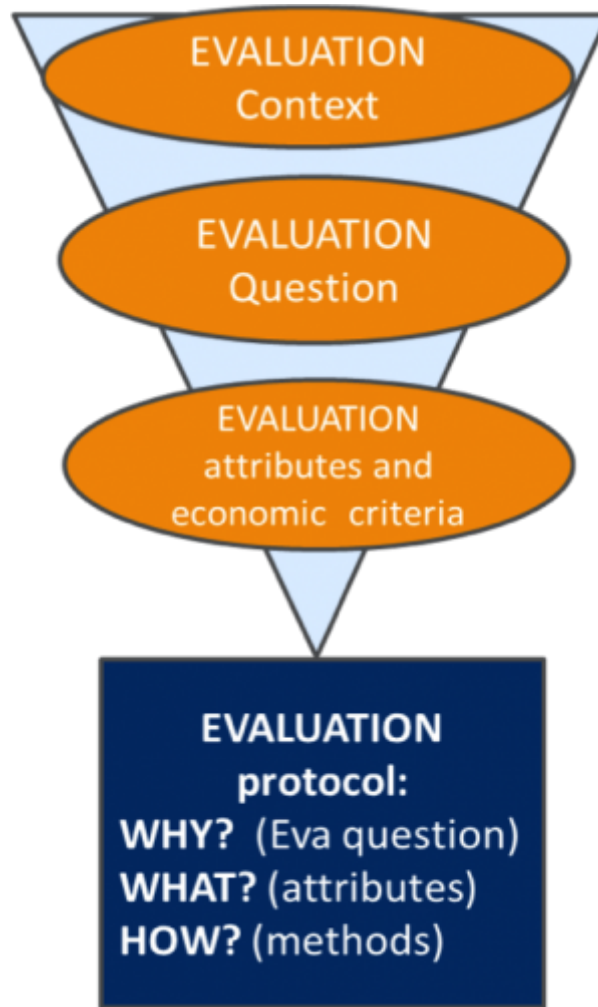 EVALUATION
Context
EVALUATION
Question
EVALUATION
attributes and
economic criteria
EVALUATION
protocol:
WHY? (Eva question)
WHAT? (attributes)
HOW? (methods)